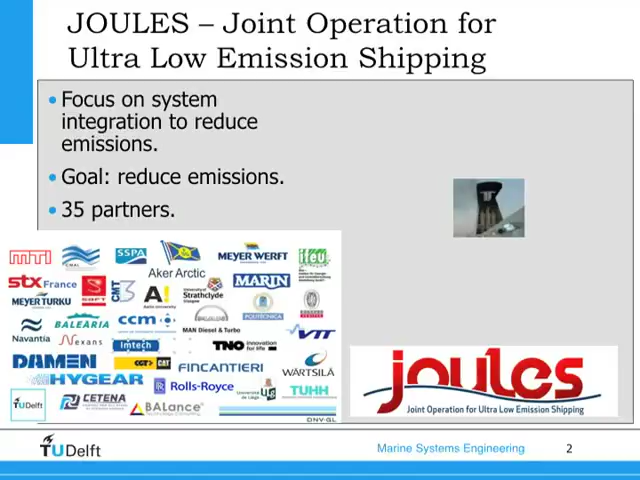 JOULES – Joint Operation for
Ultra Low Emission Shipping
• Focus on system
integration to reduce
emissions.
• Goal: reduce emissions.
• 35 partners.
MTI
SSPA
MEYER WERFT
ifeu
Aker Arctic
STX France
SAFT
CMT
A!
University of
Strathclyde
Glasgow
MARIN
MEYER TURKU
BALEARIA
ccm
MAN Diesel & Turbo
POLITECNICA
VTT
Navantia
Nexans
Imtech
TNO innovation
for life
DAMEN
CAT
FINCANTIERI
WÄRTSILÄ
HYGEAR
Rolls-Royce
TUHH
TUDelft
CETENA
BALance
DNV·GL
joules
Joint Operation for Ultra Low Emission Shipping
TUDelft
Marine Systems Engineering
2